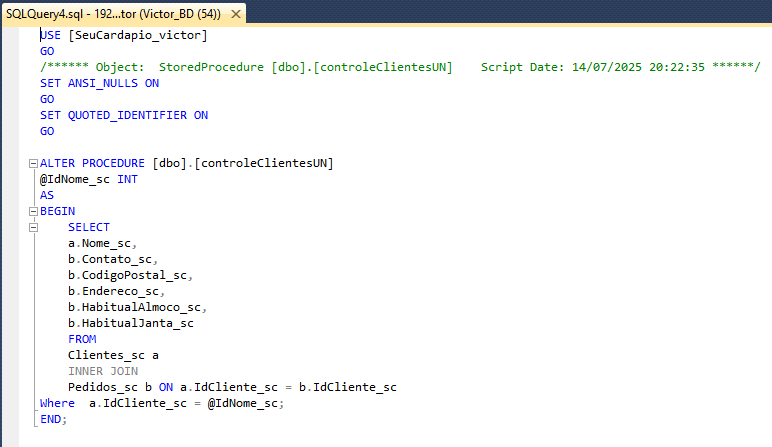 SQLQuery4.sql - 192...tor (Victor_BD (54))
USE [SeuCardapio_victor]
GO
/****** Object:  StoredProcedure [dbo].[controleClientesUN]    Script Date: 14/07/2025 20:22:35 ******/
SET ANSI_NULLS ON
GO
SET QUOTED_IDENTIFIER ON
GO
ALTER PROCEDURE [dbo].[controleClientesUN]
@IdNome_sc INT
AS
BEGIN
    SELECT
    a.Nome_sc,
    b.Contato_sc,
    b.CodigoPostal_sc,
    b.Endereco_sc,
    b.HabitualAlmoco_sc,
    b.HabitualJanta_sc
    FROM
    Clientes_sc a
    INNER JOIN
    Pedidos_sc b ON a.IdCliente_sc = b.IdCliente_sc
Where  a.IdCliente_sc = @IdNome_sc;
END;